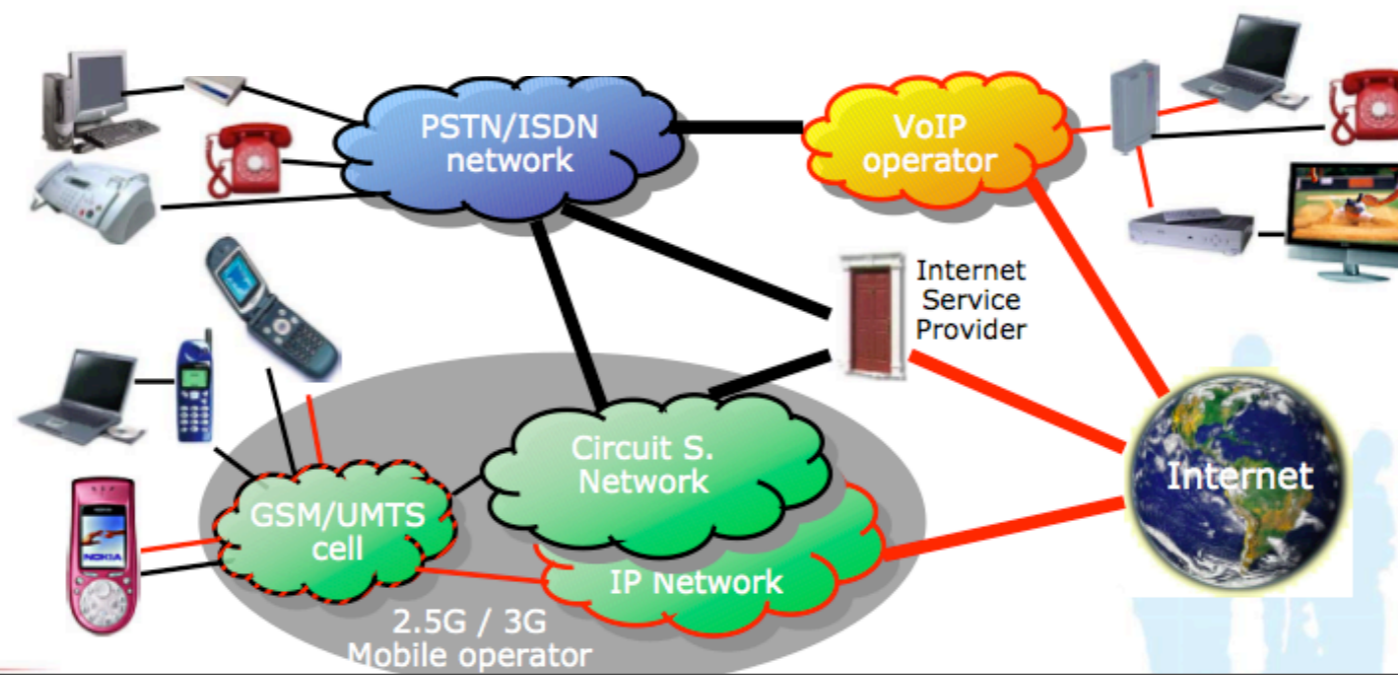 PSTN/ISDN
network
VoIP
operator
Internet
Service
Provider
Circuit S.
Network
Internet
GSM/UMTS
cell
NOKIA
IP Network
2.5G / 3G
Mobile operator